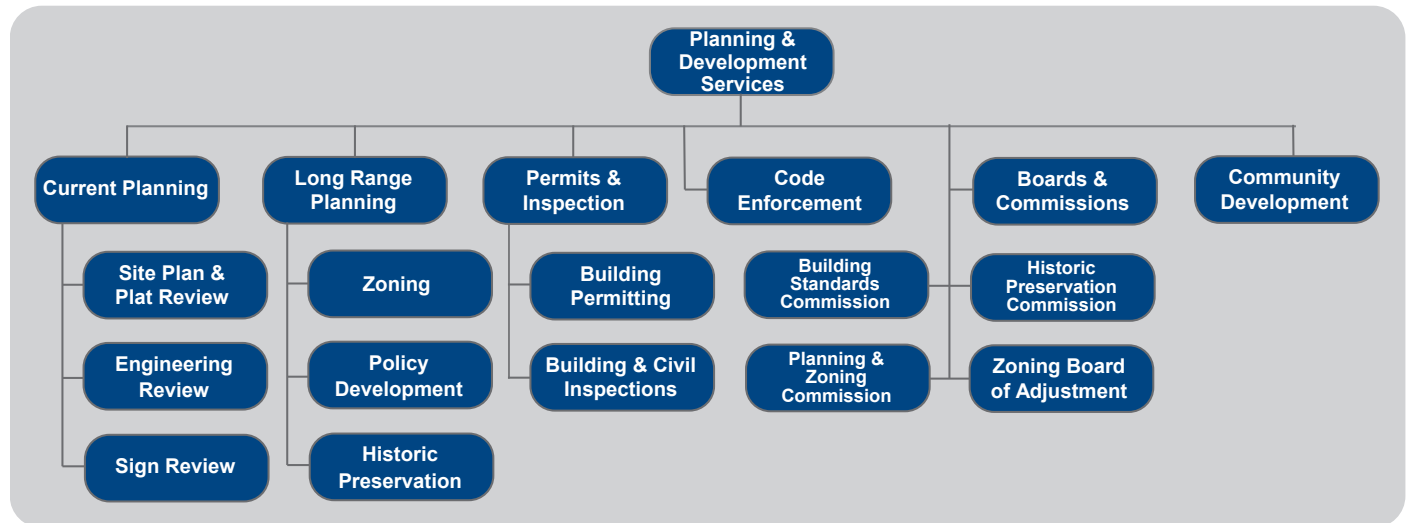 Planning &
Development
Services
Current Planning
Long Range
Planning
Permits &
Inspection
Code
Enforcement
Boards &
Commissions
Community
Development
Site Plan &
Plat Review
Zoning
Building
Permitting
Building
Standards
Commission
Historic
Preservation
Commission
Engineering
Review
Policy
Development
Building & Civil
Inspections
Planning &
Zoning
Commission
Zoning Board
of Adjustment
Sign Review
Historic
Preservation